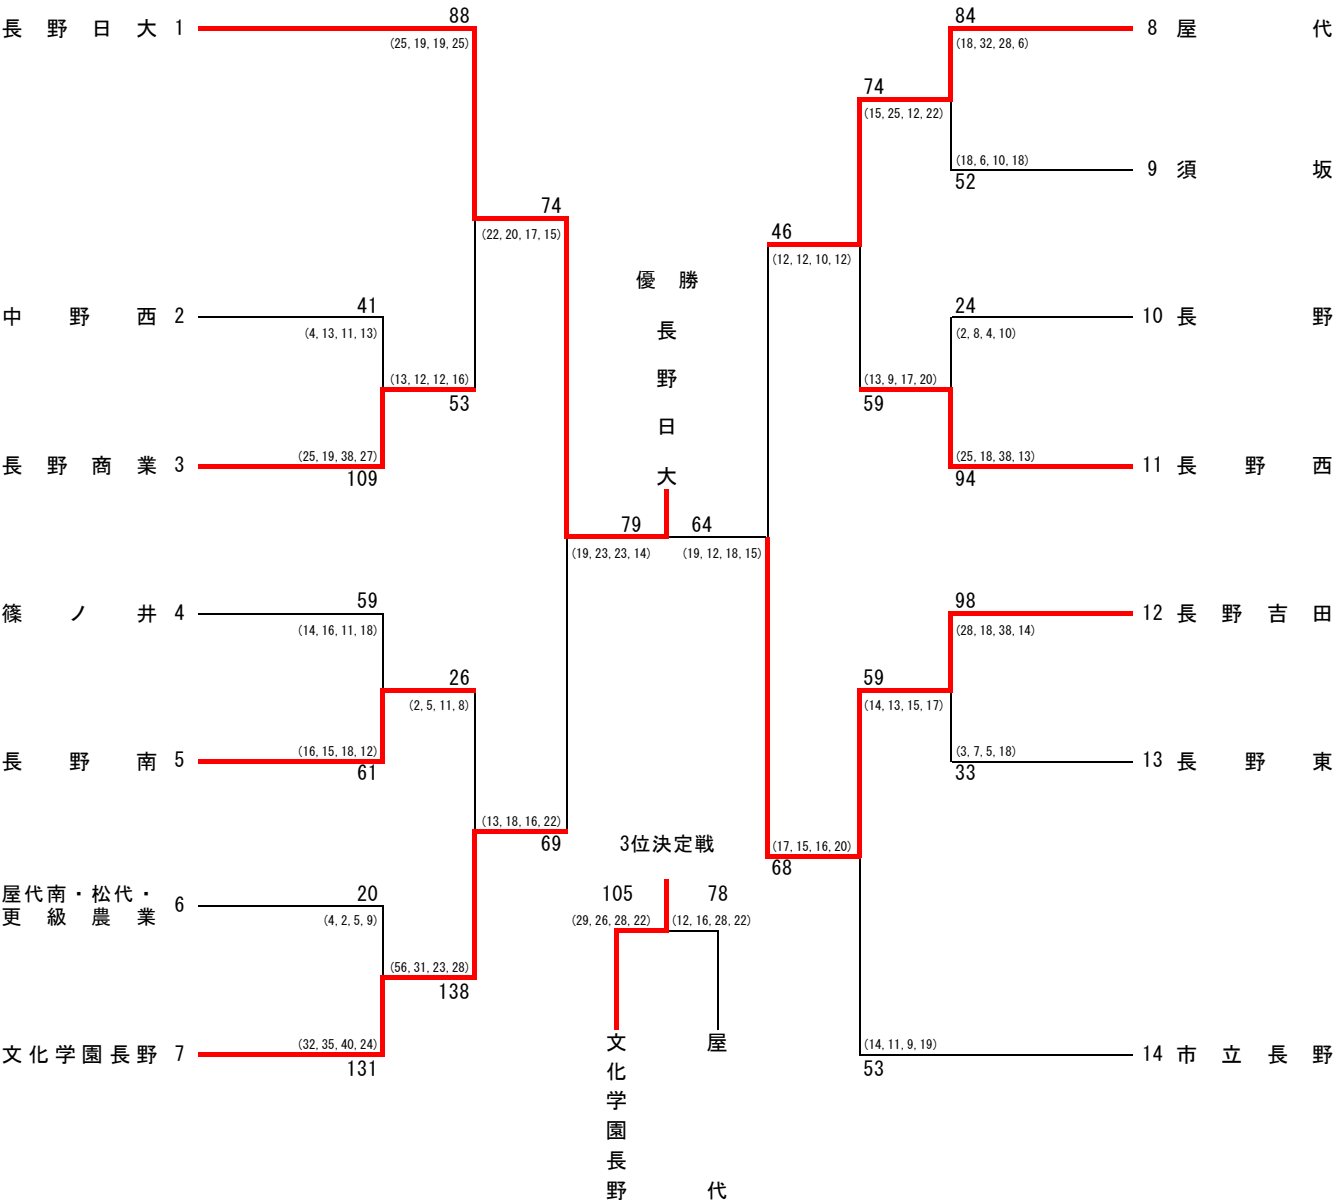 長野日大 1
88
(25, 19, 19, 25)
中野西 2
41
(4, 13, 11, 13)
(13, 12, 12, 16)
53
長野商業 3
(25, 19, 38, 27)
109
74
(22, 20, 17, 15)
篠ノ井 4
59
(14, 16, 11, 18)
26
(2, 5, 11, 8)
長野南 5
(16, 15, 18, 12)
61
(13, 18, 16, 22)
69
屋代南・松代・
更級農業 6
20
(4, 2, 5, 9)
(56, 31, 23, 28)
138
文化学園長野 7
(32, 35, 40, 24)
131
優勝
長野日大
79
(19, 23, 23, 14)
64
(19, 12, 18, 15)
3位決定戦
105
(29, 26, 28, 22)
78
(12, 16, 28, 22)
文化学園長野
屋代
84
(18, 32, 28, 6)
8 屋代
74
(15, 25, 12, 22)
(18, 6, 10, 18)
52
9 須坂
46
(12, 12, 10, 12)
24
(2, 8, 4, 10)
10 長野
(13, 9, 17, 20)
59
(25, 18, 38, 13)
94
11 長野西
98
(28, 18, 38, 14)
12 長野吉田
59
(14, 13, 15, 17)
(3, 7, 5, 18)
33
13 長野東
(17, 15, 16, 20)
68
(14, 11, 9, 19)
53
14 市立長野